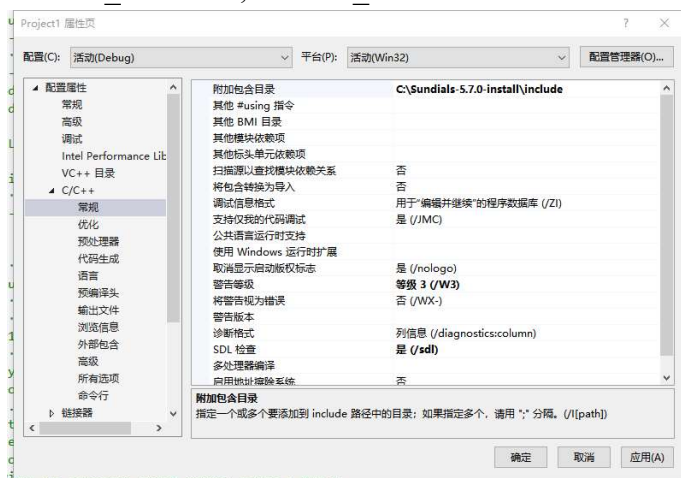 Project1 属性页
? ×
配置(C): 活动(Debug) 平台(P): 活动(Win32) 配置管理器(O)...
配置属性
常规
高级
调试
Intel Performance Lib
VC++ 目录
C/C++
常规
优化
预处理器
代码生成
语言
预编译头
输出文件
浏览信息
外部包含
高级
所有选项
命令行
链接器
附加包含目录 C:\Sundials-5.7.0-install\include
其他 #using 指令
其他 BMI 目录
其他模块依赖项
其他标头单元依赖项
扫描源以查找模块依赖关系 否
将包含转换为导入 否
调试信息格式 用于“编辑并继续”的程序数据库 (/ZI)
支持仅我的代码调试 是 (/JMC)
公共语言运行时支持
使用 Windows 运行时扩展
取消显示启动版权标志 是 (/nologo)
警告等级 等级 3 (/W3)
将警告视为错误 否 (/WX-)
警告版本
诊断格式 列信息 (/diagnostics:column)
SDL 检查 是 (/sdl)
多处理器编译
启用地址擦除系统 否
附加包含目录
指定一个或多个要添加到 include 路径中的目录；如果指定多个，请用 ";" 分隔。(/I[path])
确定 取消 应用(A)